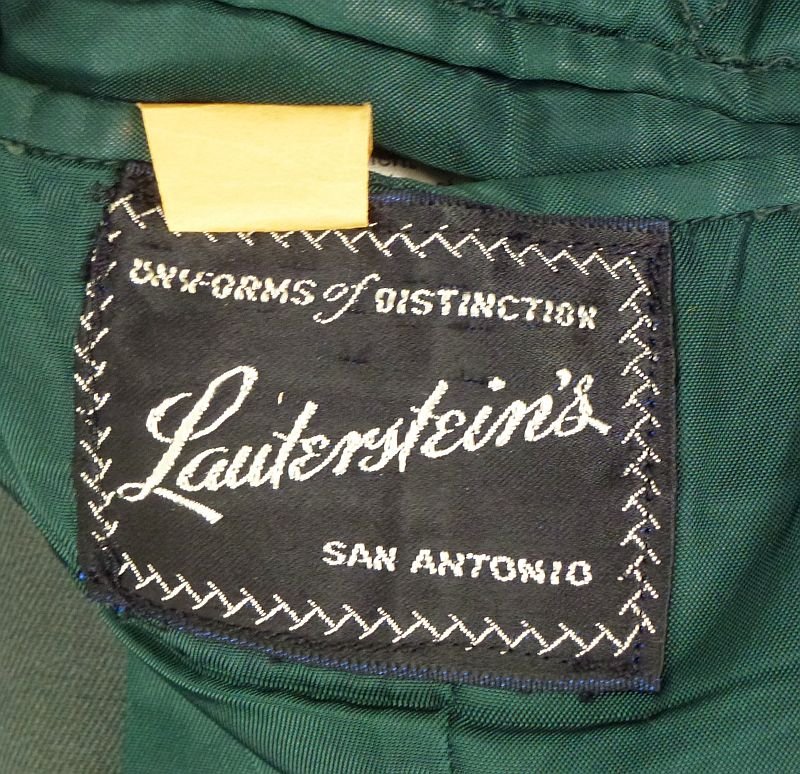 UNIFORMS of DISTINCTION
Lauterstein's
SAN ANTONIO